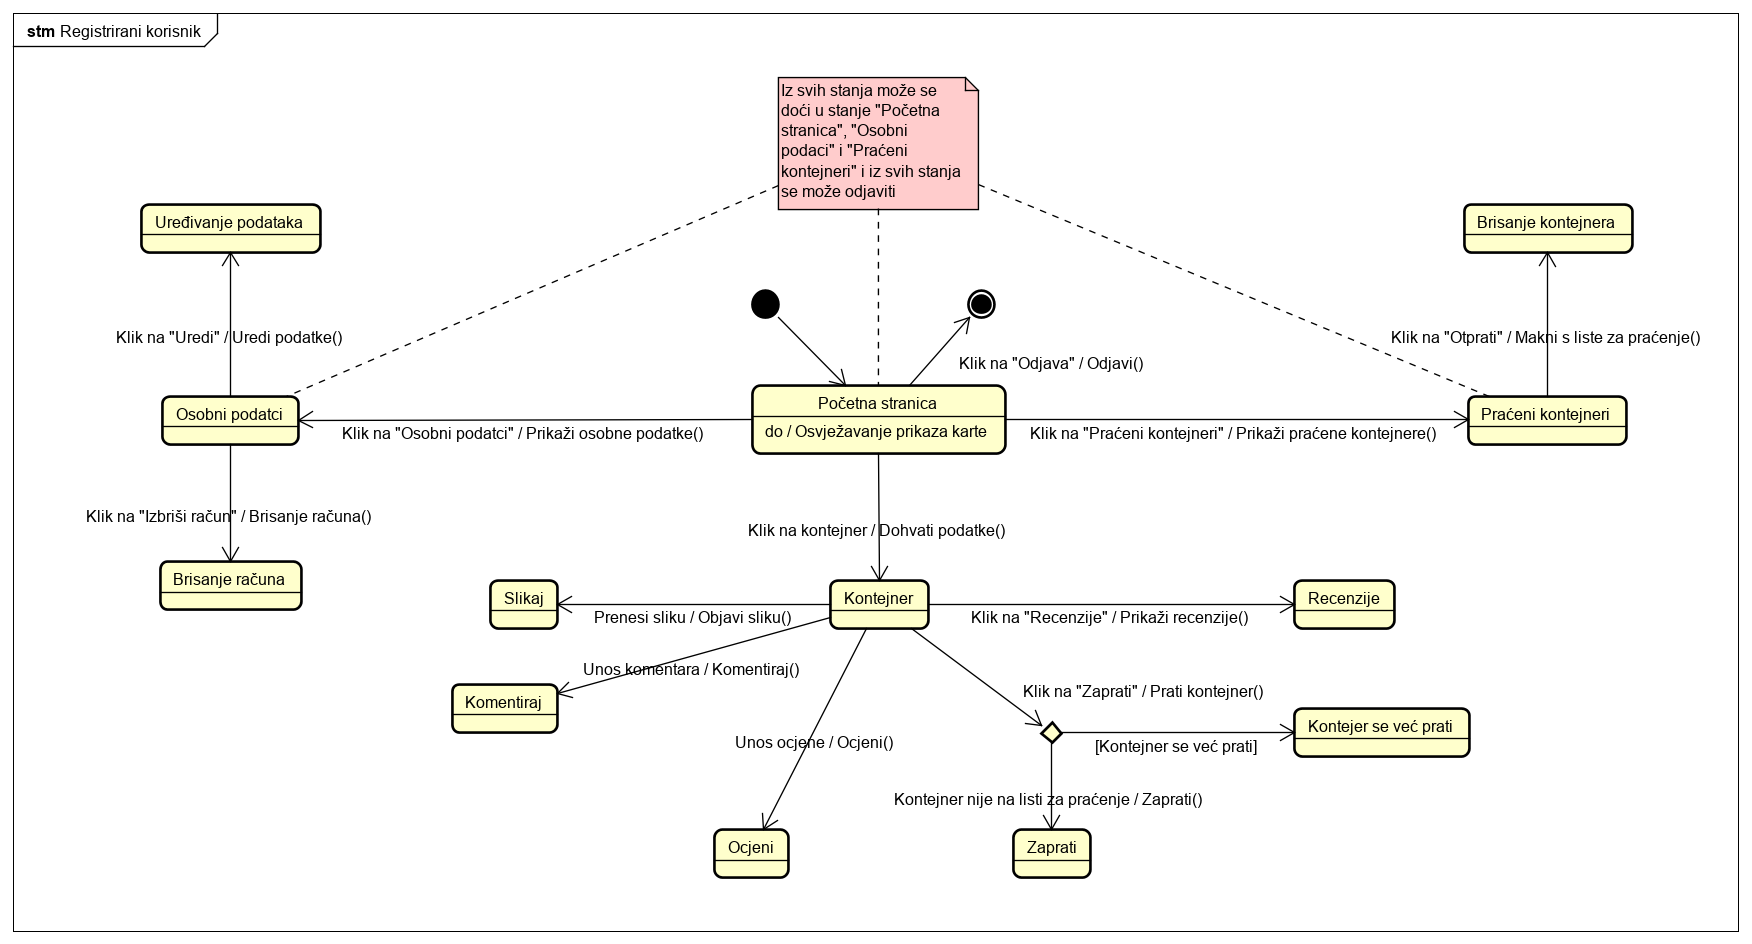 stm Registrirani korisnik
Iz svih stanja može se
doći u stanje "Početna
stranica", "Osobni
podaci" i "Praćeni
kontejneri" i iz svih stanja
se može odjaviti
Uređivanje podataka
Brisanje kontejnera
Klik na "Uredi" / Uredi podatke()
Klik na "Otprati" / Makni s liste za praćenje()
Klik na "Odjava" / Odjavi()
Osobni podatci
Početna stranica
do / Osvježavanje prikaza karte
Praćeni kontejneri
Klik na "Osobni podatci" / Prikaži osobne podatke()
Klik na "Praćeni kontejneri" / Prikaži praćene kontejnere()
Klik na "Izbriši račun" / Brisanje računa()
Klik na kontejner / Dohvati podatke()
Brisanje računa
Slikaj
Kontejner
Recenzije
Prenesi sliku / Objavi sliku()
Klik na "Recenzije" / Prikaži recenzije()
Unos komentara / Komentiraj()
Klik na "Zaprati" / Prati kontejner()
Komentiraj
Kontejer se već prati
Unos ocjene / Ocjeni()
[Kontejner se već prati]
Kontejner nije na listi za praćenje / Zaprati()
Ocjeni
Zaprati